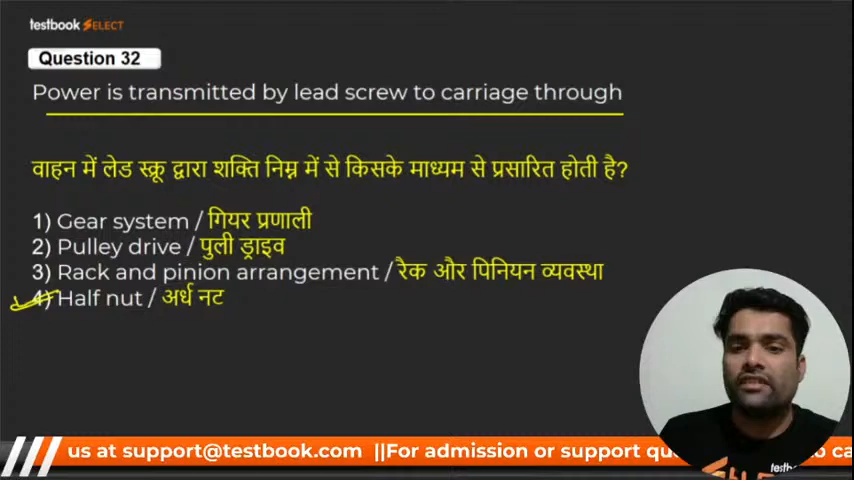 testbook SELECT
Question 32
Power is transmitted by lead screw to carriage through
वाहन में लेड स्क्रू द्वारा शक्ति निम्न में से किसके माध्यम से प्रसारित होती है?
1) Gear system / गियर प्रणाली
2) Pulley drive / पुली ड्राइव
3) Rack and pinion arrangement / रैक और पिनियन व्यवस्था
4) Half nut / अर्ध नट
us at support@testbook.com ||For admission or support qu
testb